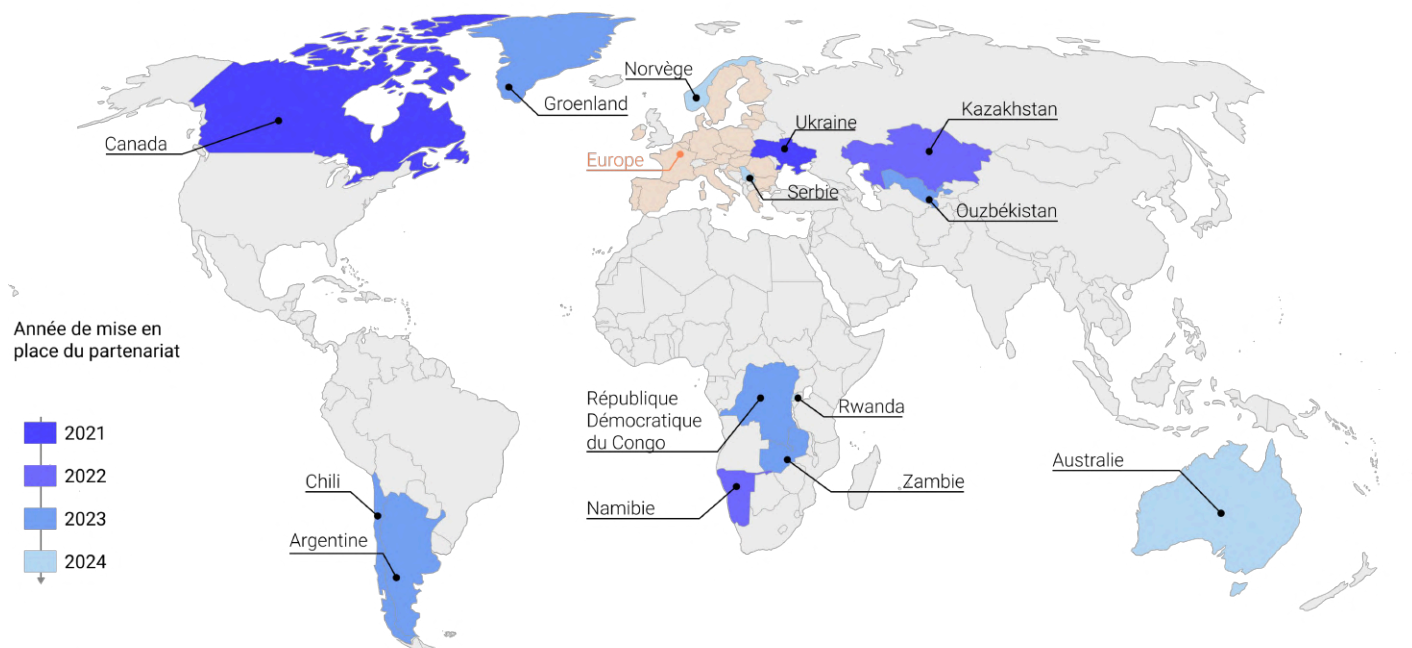 Norvège
Groenland
Kazakhstan
Ukraine
Canada
Europe
Serbie
Ouzbékistan
Année de mise en
place du partenariat
2021
2022
2023
2024
République
Démocratique
du Congo
Rwanda
Chili
Zambie
Namibie
Argentine
Australie